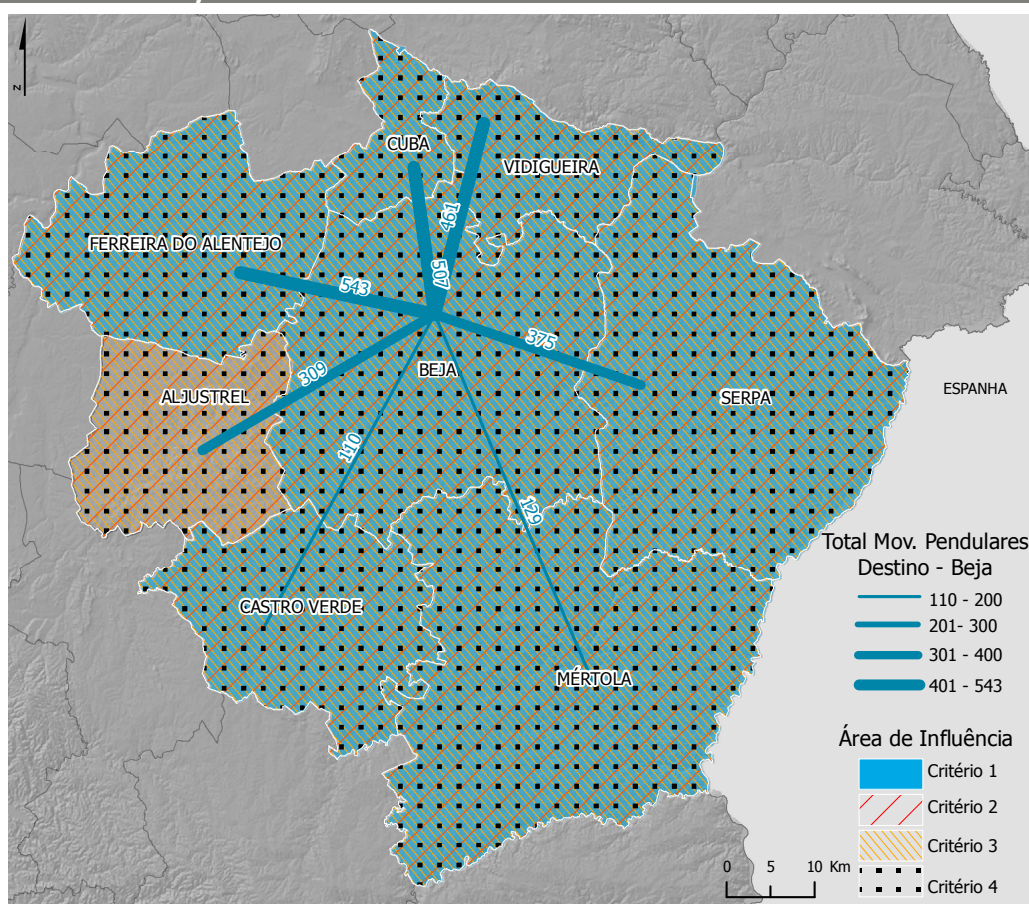 N
CUBA
VIDIGUEIRA
461
FERREIRA DO ALENTEJO
507
543
375
309
BEJA
ALJUSTREL
SERPA
ESPANHA
110
129
CASTRO VERDE
MÉRTOLA
Total Mov. Pendulares
Destino - Beja
110 - 200
201- 300
301 - 400
401 - 543
Área de Influência
Critério 1
Critério 2
Critério 3
Critério 4
0 5 10 Km